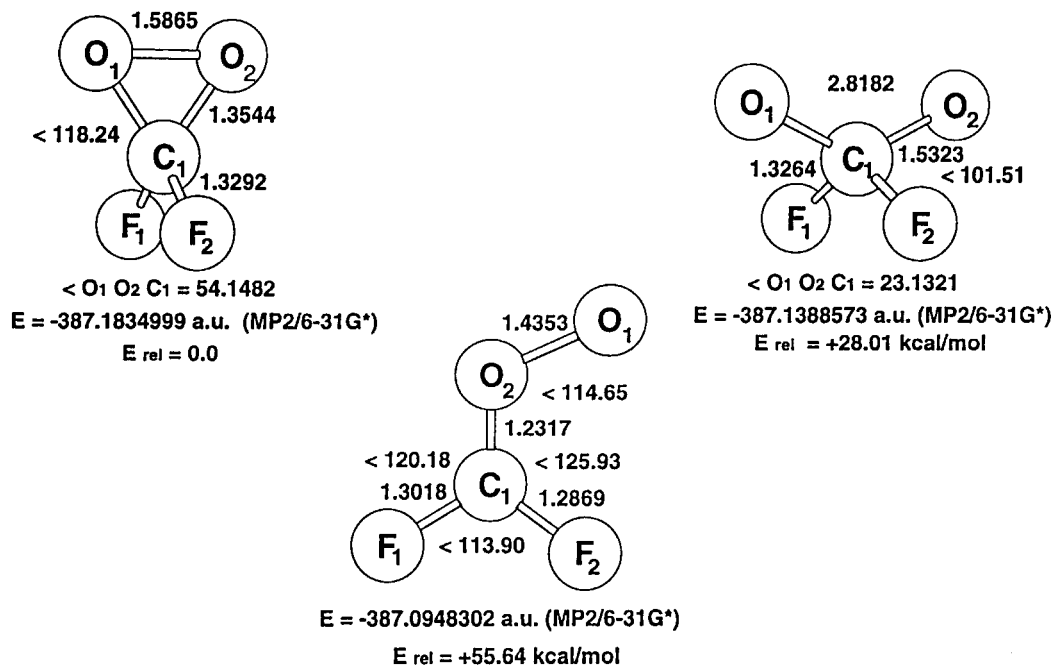 1.5865
O1 O2
1.3544
< 118.24
C1
1.3292
F1 F2
< O1 O2 C1 = 54.1482
E = -387.1834999 a.u. (MP2/6-31G*)
E rel = 0.0
2.8182
O1 O2
C1
1.5323
1.3264
< 101.51
F1 F2
< O1 O2 C1 = 23.1321
E = -387.1388573 a.u. (MP2/6-31G*)
E rel = +28.01 kcal/mol
1.4353
O1
O2
< 114.65
1.2317
< 120.18 < 125.93
C1
1.3018 1.2869
F1 F2
< 113.90
E = -387.0948302 a.u. (MP2/6-31G*)
E rel = +55.64 kcal/mol